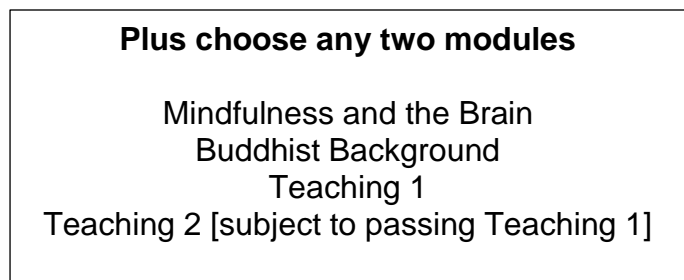 Plus choose any two modules
Mindfulness and the Brain
Buddhist Background
Teaching 1
Teaching 2 [subject to passing Teaching 1]